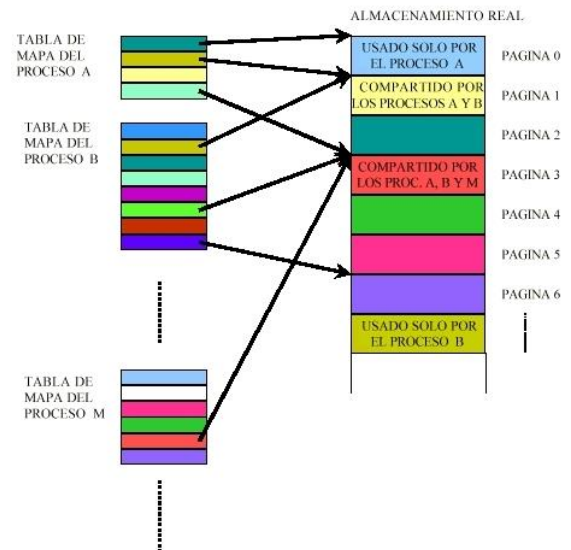 ALMACENAMIENTO REAL
TABLA DE
MAPA DEL
PROCESO A
USADO SOLO POR
EL PROCESO A
PAGINA 0
COMPARTIDO POR
LOS PROCESOS A Y B
PAGINA 1
TABLA DE
MAPA DEL
PROCESO B
PAGINA 2
COMPARTIDO POR
LOS PROC. A, B Y M
PAGINA 3
PAGINA 4
PAGINA 5
PAGINA 6
USADO SOLO POR
EL PROCESO B
TABLA DE
MAPA DEL
PROCESO M